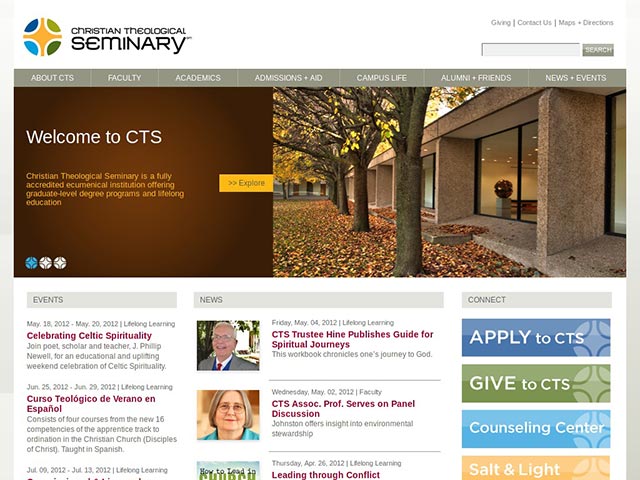 CHRISTIAN THEOLOGICAL
SEMINARY
Giving | Contact Us | Maps + Directions
SEARCH
ABOUT CTS
FACULTY
ACADEMICS
ADMISSIONS + AID
CAMPUS LIFE
ALUMNI + FRIENDS
NEWS + EVENTS
Welcome to CTS
Christian Theological Seminary is a fully
accredited ecumenical institution offering
graduate-level degree programs and lifelong
education
>> Explore
EVENTS
May. 18, 2012 - May. 20, 2012 | Lifelong Learning
Celebrating Celtic Spirituality
Join poet, scholar and teacher, J. Phillip
Newell, for an educational and uplifting
weekend celebration of Celtic Spirituality.
Jun. 25, 2012 - Jun. 29, 2012 | Lifelong Learning
Curso Teológico de Verano en
Español
Consists of four courses from the new 16
competencies of the apprentice track to
ordination in the Christian Church (Disciples
of Christ). Taught in Spanish.
Jul. 09, 2012 - Jul. 13, 2012 | Lifelong Learning
NEWS
Friday, May. 04, 2012 | Lifelong Learning
CTS Trustee Hine Publishes Guide for
Spiritual Journeys
This workbook chronicles one's journey to God.
Wednesday, May. 02, 2012 | Faculty
CTS Assoc. Prof. Serves on Panel
Discussion
Johnston offers insight into environmental
stewardship
How to Lead in
CHURCH
Thursday, Apr. 26, 2012 | Lifelong Learning
Leading through Conflict
CONNECT
APPLY to CTS
GIVE to CTS
Counseling Center
Salt & Light